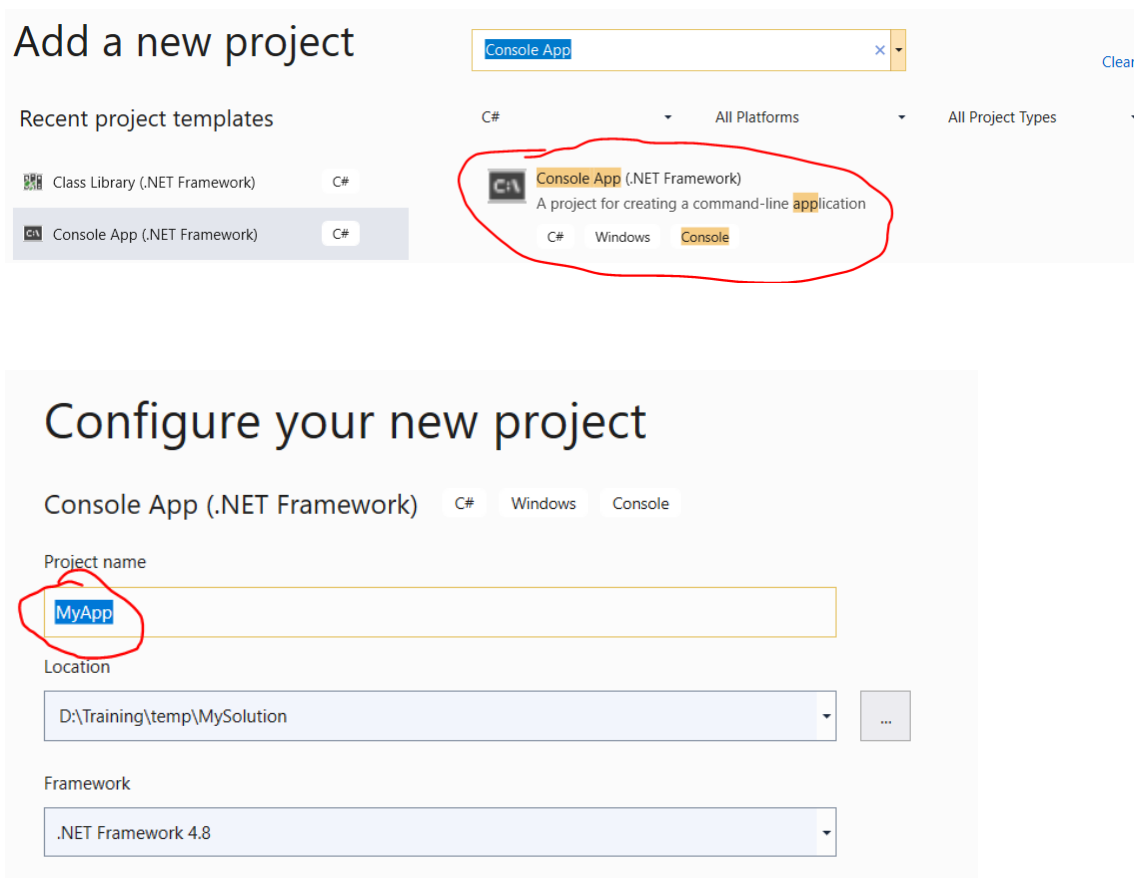 Add a new project
Console App
Clear
Recent project templates
C#
All Platforms
All Project Types
Class Library (.NET Framework)
C#
Console App (.NET Framework)
C#
Console App (.NET Framework)
A project for creating a command-line application
C# Windows Console
Configure your new project
Console App (.NET Framework) C# Windows Console
Project name
MyApp
Location
D:\Training\temp\MySolution
...
Framework
.NET Framework 4.8